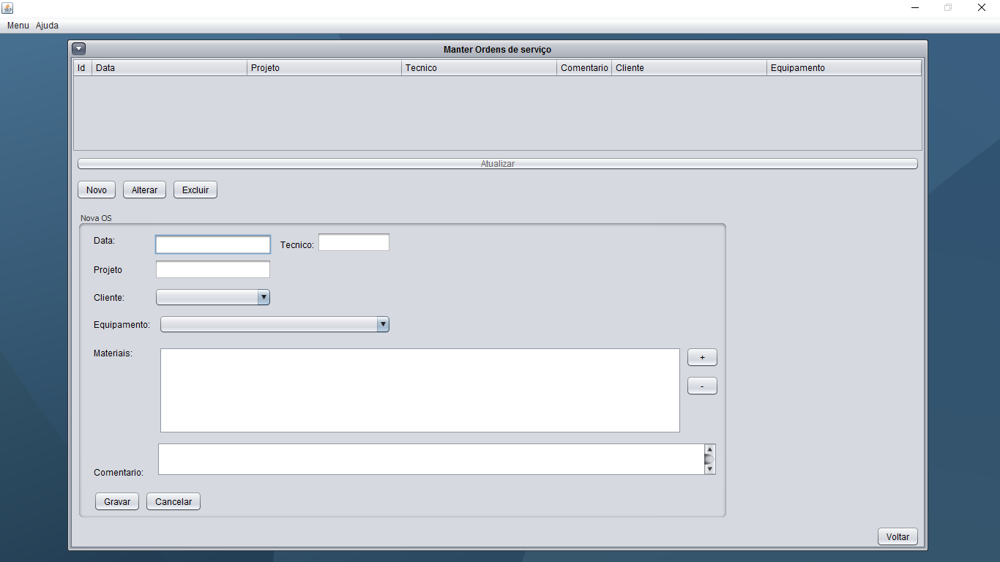 Menu Ajuda
Manter Ordens de serviço
Id Data Projeto Tecnico Comentario Cliente Equipamento
Atualizar
Novo Alterar Excluir
Nova OS
Data: Tecnico:
Projeto
Cliente:
Equipamento:
Materiais: +
-
Comentario:
Gravar Cancelar
Voltar